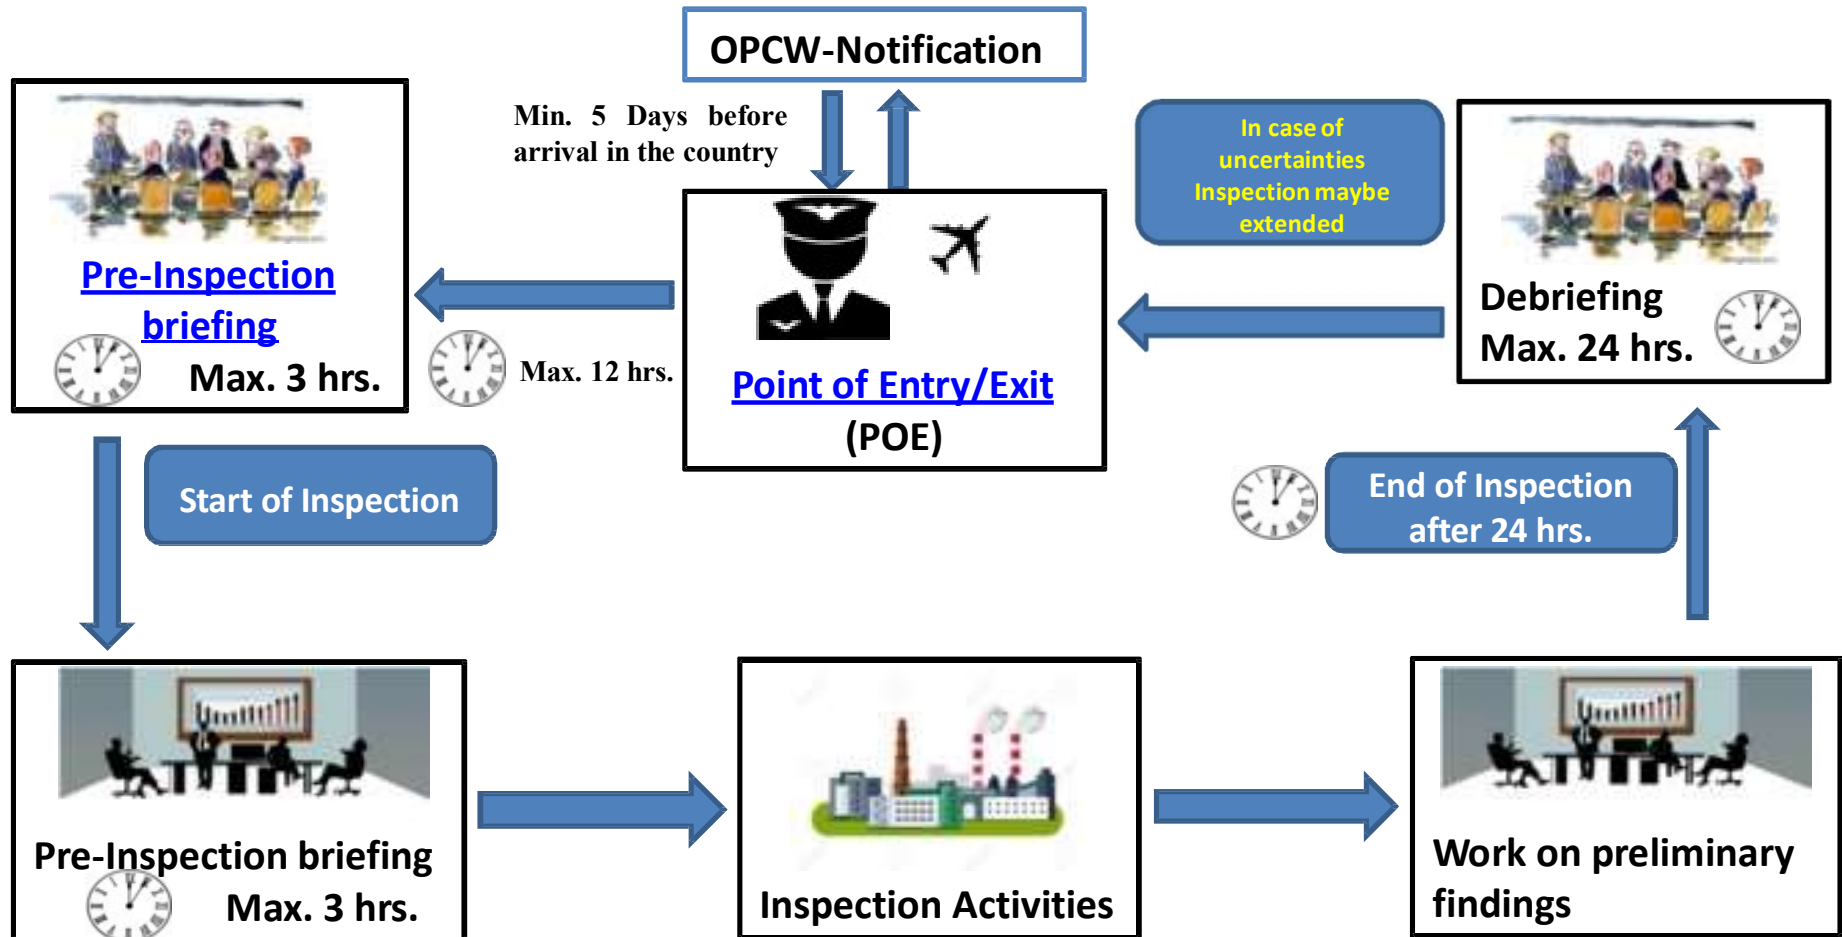 OPCW-Notification
Min. 5 Days before
arrival in the country
In case of
uncertainties
Inspection maybe
extended
Pre-Inspection
briefing
Max. 3 hrs.
Max. 12 hrs.
Point of Entry/Exit
(POE)
Debriefing
Max. 24 hrs.
Start of Inspection
End of Inspection
after 24 hrs.
Pre-Inspection briefing
Max. 3 hrs.
Inspection Activities
Work on preliminary
findings